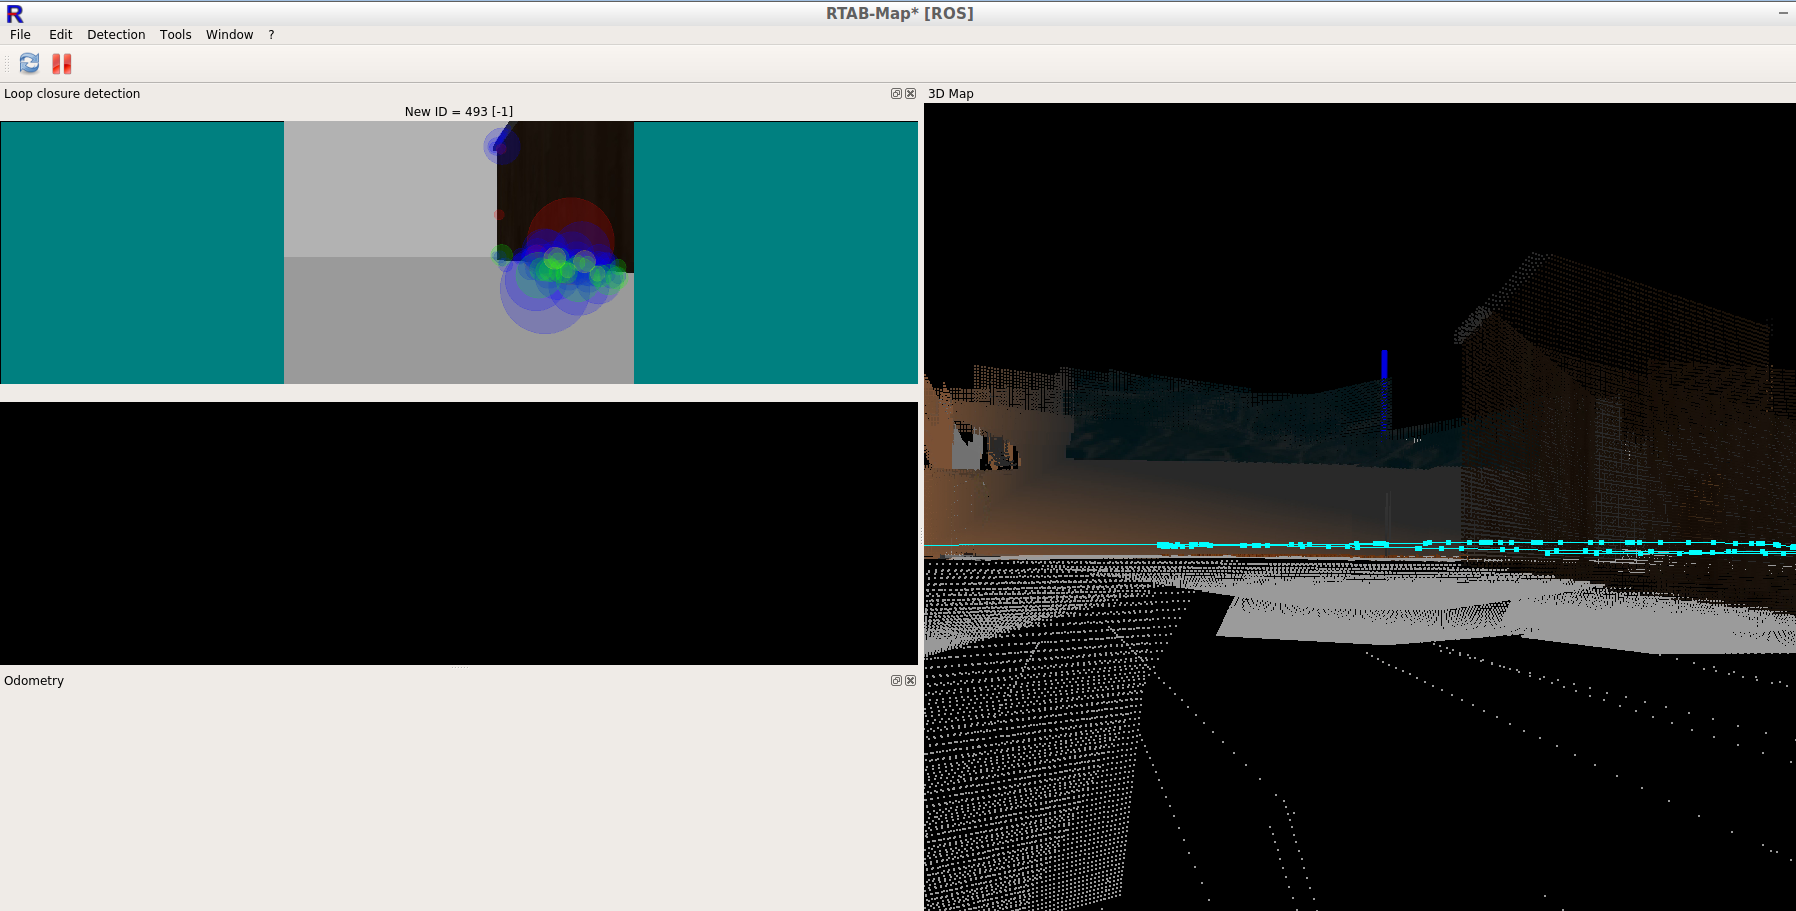 RTAB-Map* [ROS]
File Edit Detection Tools Window ?
Loop closure detection
New ID = 493 [-1]
3D Map
Odometry